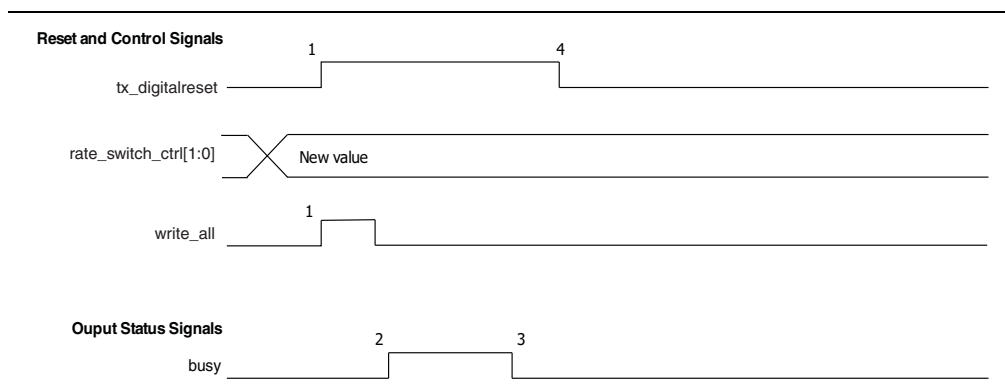 Reset and Control Signals
1 4
tx_digitalreset
rate_switch_ctrl[1:0] New value
1
write_all
Ouput Status Signals
2 3
busy